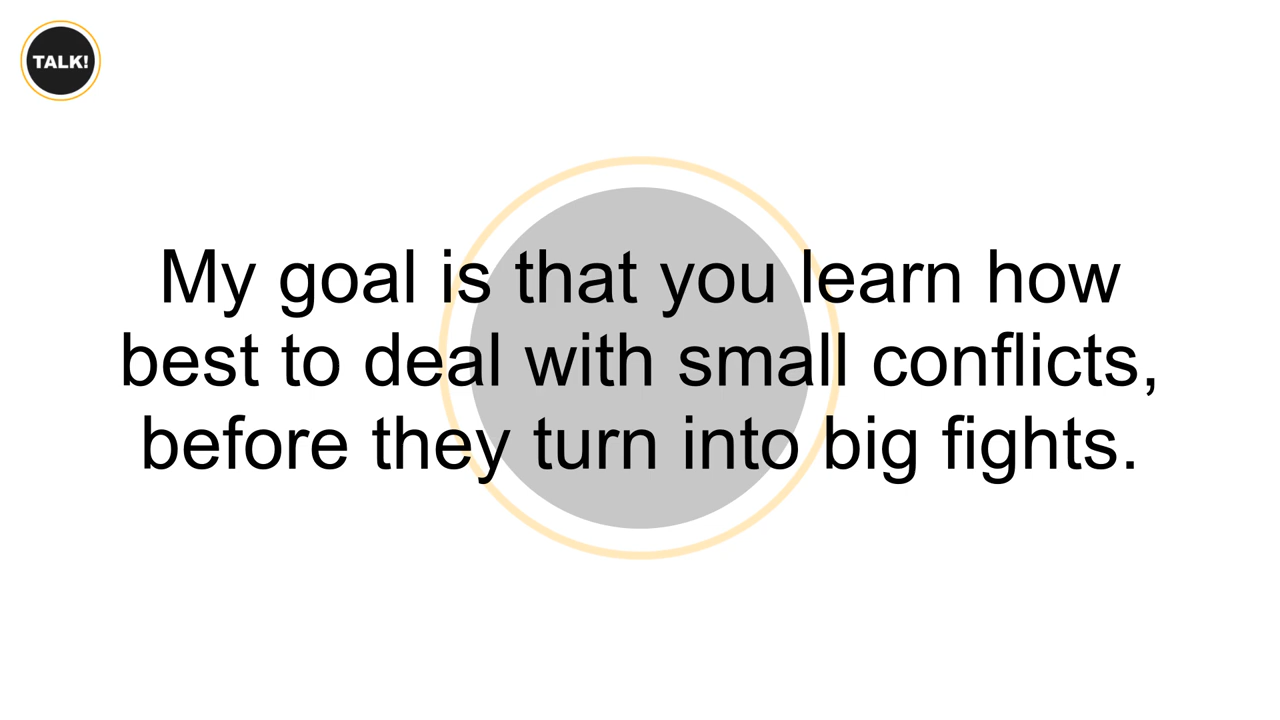 TALK!
My goal is that you learn how
best to deal with small conflicts,
before they turn into big fights.